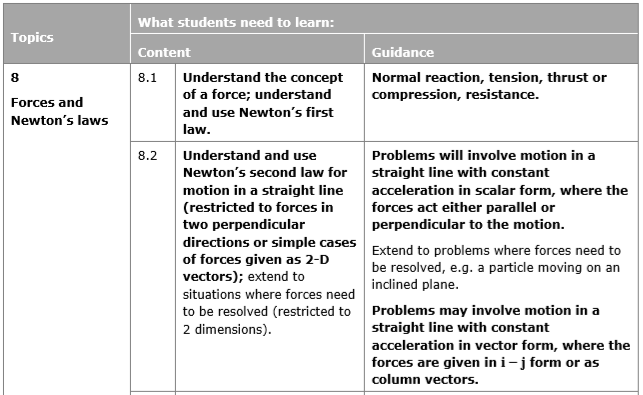 Topics
What students need to learn:
Content
Guidance
8
Forces and
Newton’s laws
8.1
Understand the concept
of a force; understand
and use Newton’s first
law.
Normal reaction, tension, thrust or
compression, resistance.
8.2
Understand and use
Newton’s second law for
motion in a straight line
(restricted to forces in
two perpendicular
directions or simple cases
of forces given as 2-D
vectors); extend to
situations where forces need
to be resolved (restricted to
2 dimensions).
Problems will involve motion in a
straight line with constant
acceleration in scalar form, where the
forces act either parallel or
perpendicular to the motion.
Extend to problems where forces need to
be resolved, e.g. a particle moving on an
inclined plane.
Problems may involve motion in a
straight line with constant
acceleration in vector form, where the
forces are given in i – j form or as
column vectors.